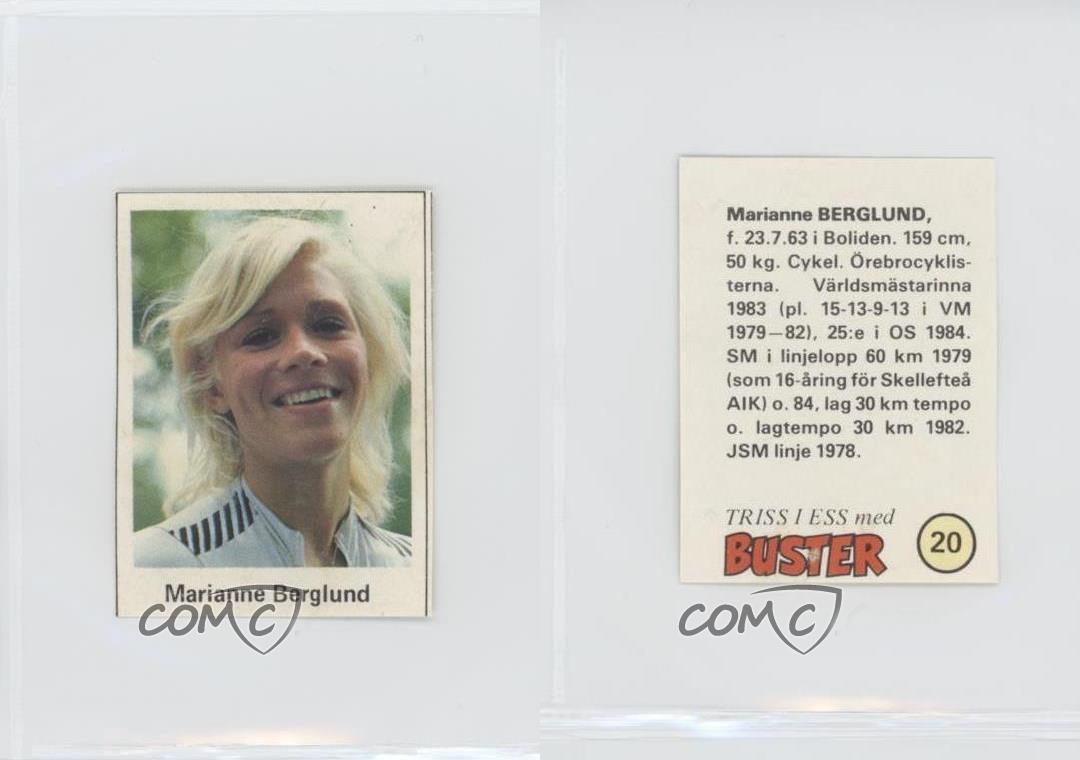 Marianne Berglund
COMC
Marianne BERGLUND,
f. 23.7.63 i Boliden. 159 cm,
50 kg. Cykel. Örebrocyklis-
terna. Världsmästarinna
1983 (pl. 15-13-9-13 i VM
1979—82), 25:e i OS 1984.
SM i linjelopp 60 km 1979
(som 16-åring för Skellefteå
AIK) o. 84, lag 30 km tempo
o. lagtempo 30 km 1982.
JSM linje 1978.
TRISS I ESS med
BUSTER
20
COMC